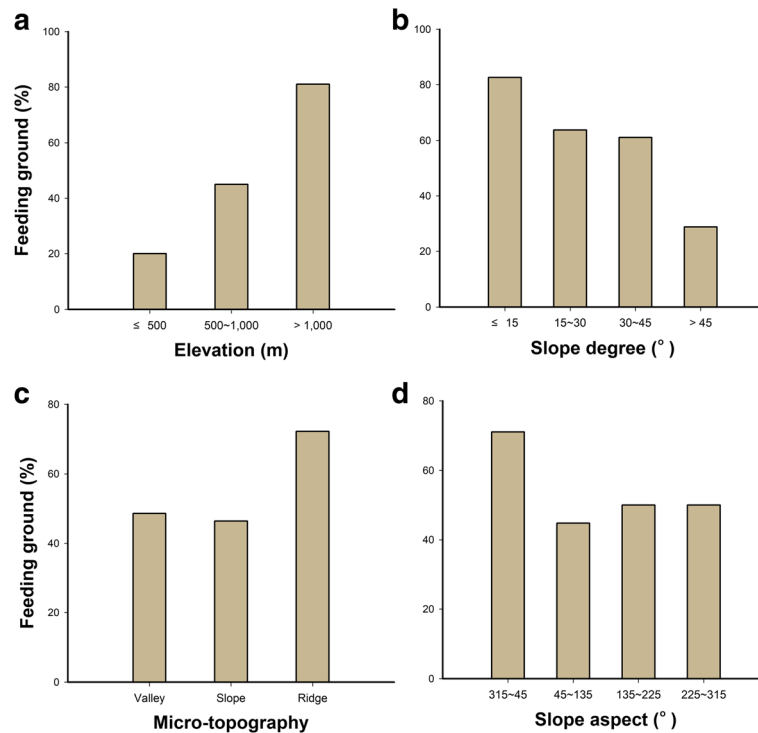 a
100
80
60
40
20
0
Feeding ground (%)
≤ 500 500~1,000 > 1,000
Elevation (m)
b
100
80
60
40
20
0
≤ 15 15~30 30~45 > 45
Slope degree (°)
c
80
60
40
20
0
Feeding ground (%)
Valley Slope Ridge
Micro-topography
d
80
60
40
20
0
315~45 45~135 135~225 225~315
Slope aspect (°)